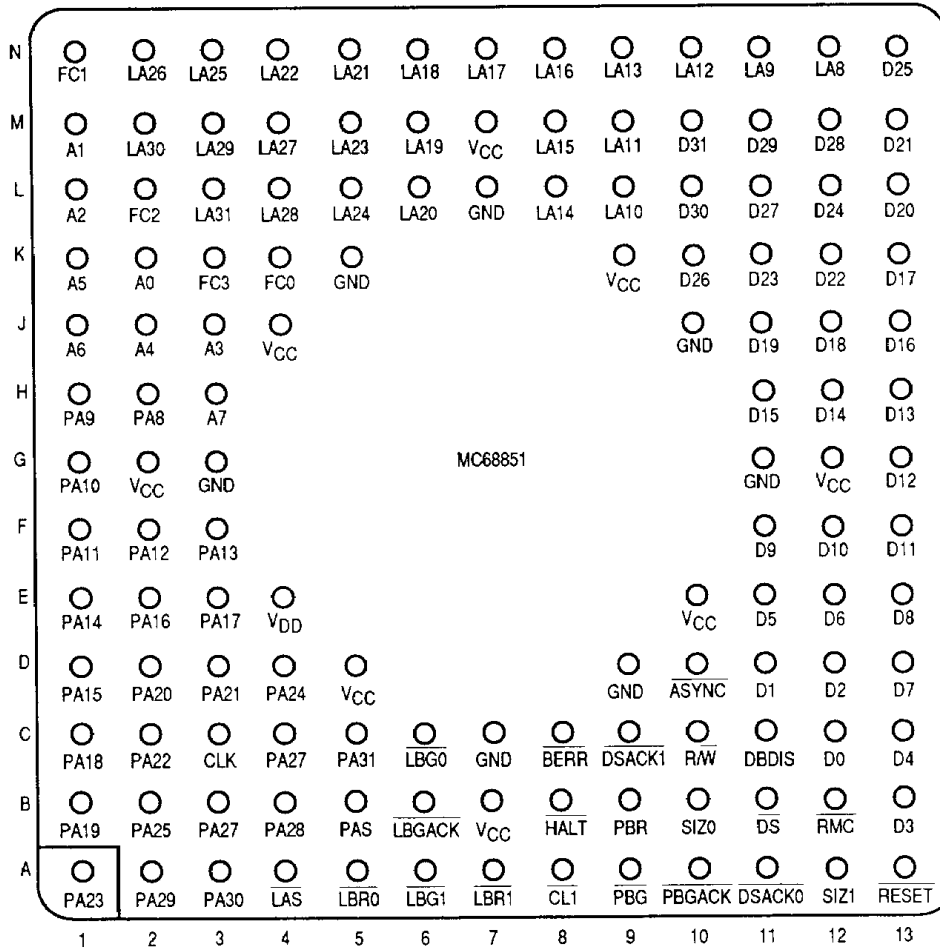 N
FC1 LA26 LA25 LA22 LA21 LA18 LA17 LA16 LA13 LA12 LA9 LA8 D25
M
A1 LA30 LA29 LA27 LA23 LA19 VCC LA15 LA11 D31 D29 D28 D21
L
A2 FC2 LA31 LA28 LA24 LA20 GND LA14 LA10 D30 D27 D24 D20
K
A5 A0 FC3 FC0 GND VCC D26 D23 D22 D17
J
A6 A4 A3 VCC GND D19 D18 D16
H
PA9 PA8 A7 D15 D14 D13
MC68851
G
PA10 VCC GND GND VCC D12
F
PA11 PA12 PA13 D9 D10 D11
E
PA14 PA16 PA17 VDD VCC D5 D6 D8
D
PA15 PA20 PA21 PA24 VCC GND ASYNC D1 D2 D7
C
PA18 PA22 CLK PA27 PA31 LBG0 GND BERR DSACK1 R/W DBDIS D0 D4
B
PA19 PA25 PA27 PA28 PAS LBGACK VCC HALT PBR SIZ0 DS RMC D3
A
PA23 PA29 PA30 LAS LBR0 LBG1 LBR1 CL1 PBG PBGACK DSACK0 SIZ1 RESET
1 2 3 4 5 6 7 8 9 10 11 12 13